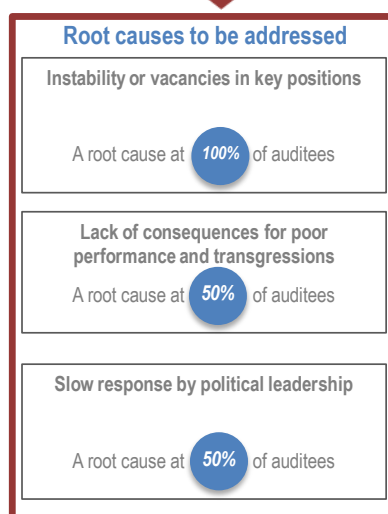 Root causes to be addressed
Instability or vacancies in key positions
A root cause at 100% of auditees
Lack of consequences for poor
performance and transgressions
A root cause at 50% of auditees
Slow response by political leadership
A root cause at 50% of auditees